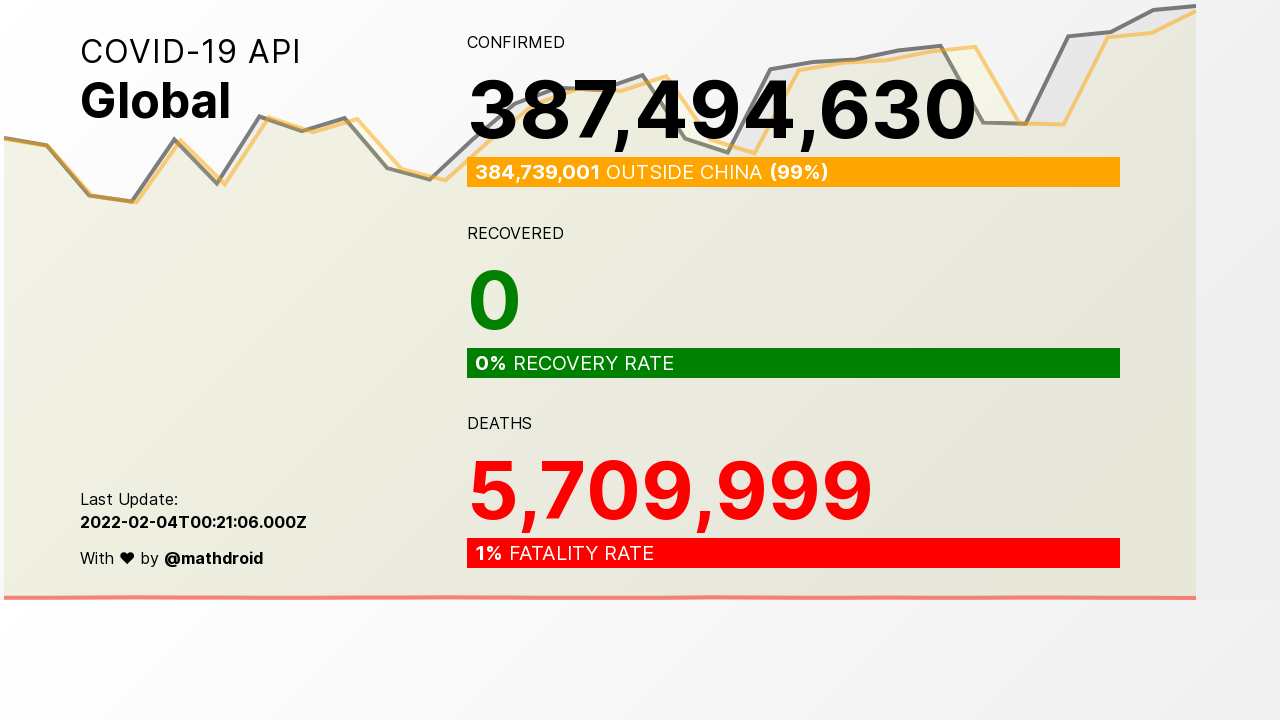 COVID-19 API
Global
CONFIRMED
387,494,630
384,739,001 OUTSIDE CHINA (99%)
RECOVERED
0
0% RECOVERY RATE
DEATHS
5,709,999
1% FATALITY RATE
Last Update:
2022-02-04T00:21:06.000Z
With ♥ by @mathdroid